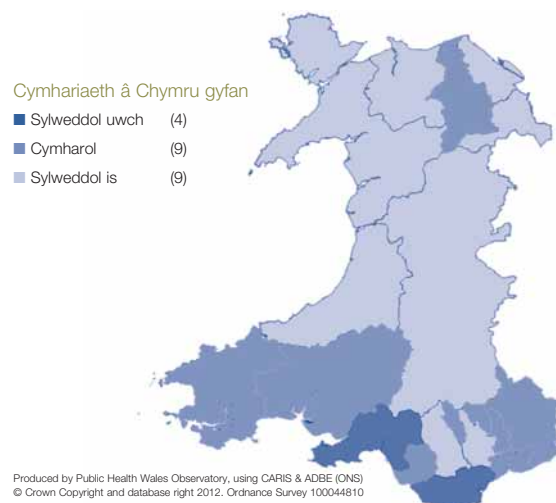 Cymhariaeth â Chymru gyfan
Sylweddol uwch (4)
Cymharol (9)
Sylweddol is (9)
Produced by Public Health Wales Observatory, using CARIS & ADBE (ONS)
© Crown Copyright and database right 2012. Ordnance Survey 100044810